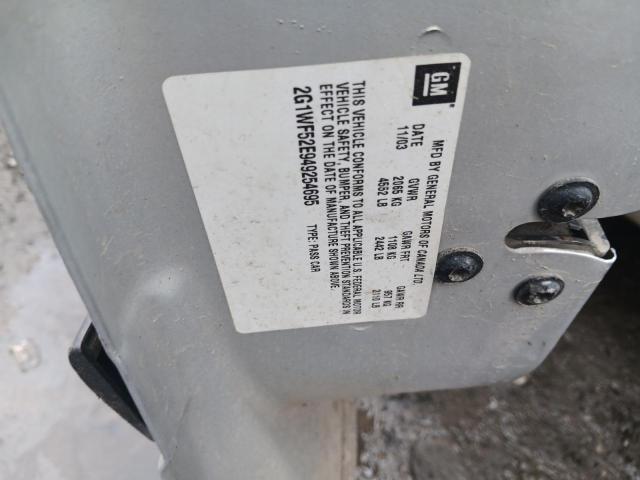 GM
MFD BY GENERAL MOTORS OF CANADA LTD.
DATE GVWR GAWR FRT GAWR RR
11/03 2065 KG 1108 KG 957 KG
4552 LB 2442 LB 2110 LB
THIS VEHICLE CONFORMS TO ALL APPLICABLE U.S. FEDERAL MOTOR
VEHICLE SAFETY, BUMPER, AND THEFT PREVENTION STANDARDS IN
EFFECT ON THE DATE OF MANUFACTURE SHOWN ABOVE.
2G1WF52E949254695 TYPE: PASS CAR